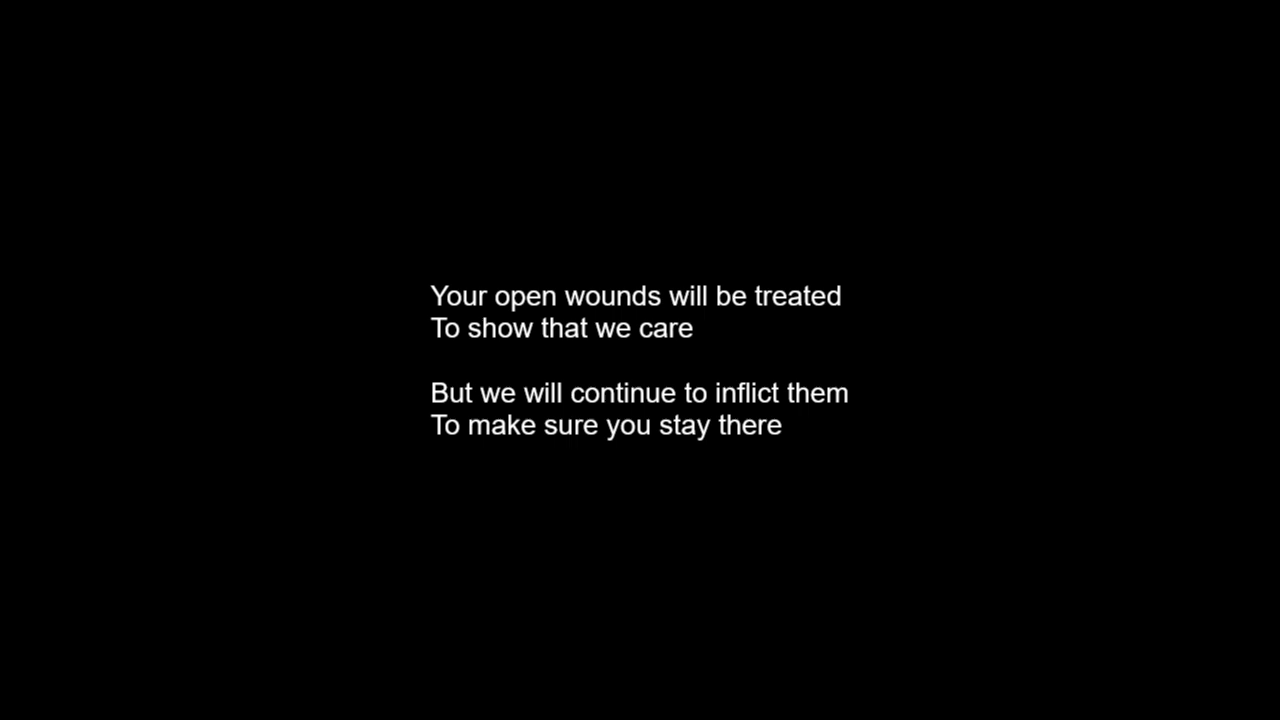 Your open wounds will be treated
To show that we care
But we will continue to inflict them
To make sure you stay there